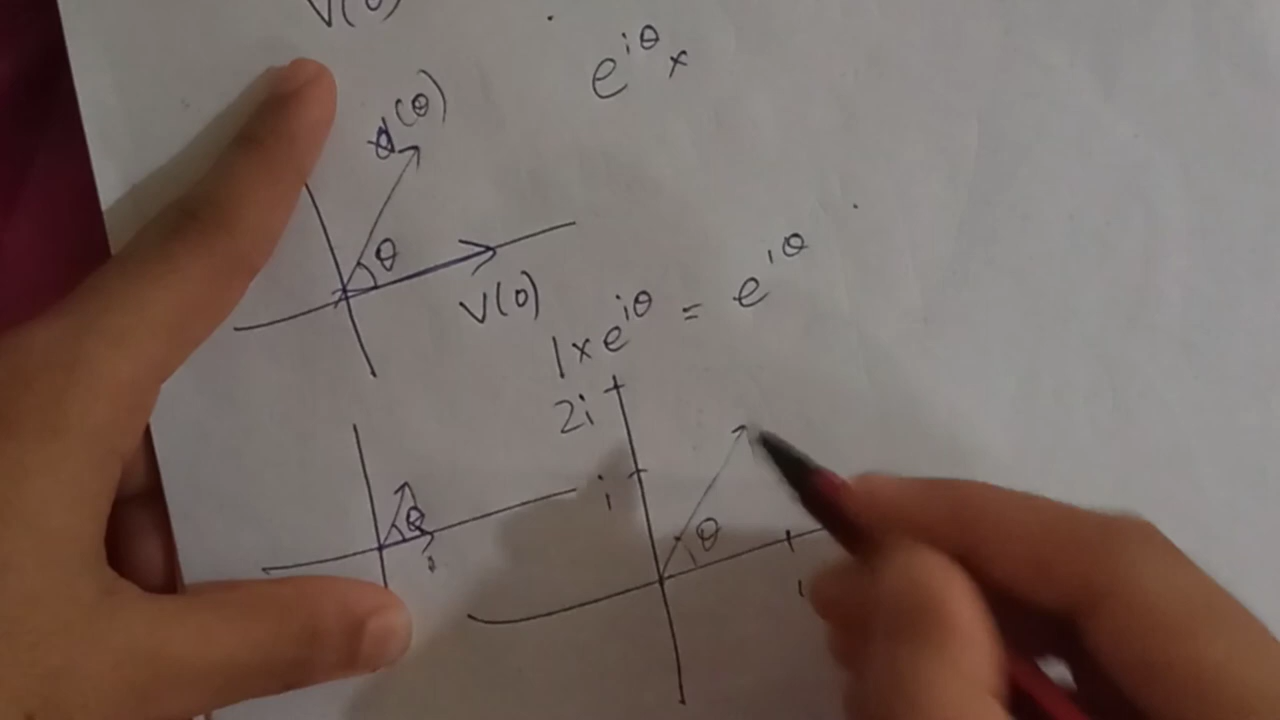 V(0)
e^{iθ} x
v(θ)
θ
V(0)
1 x e^{iθ} = e^{iθ}
2i
i
θ
θ
1